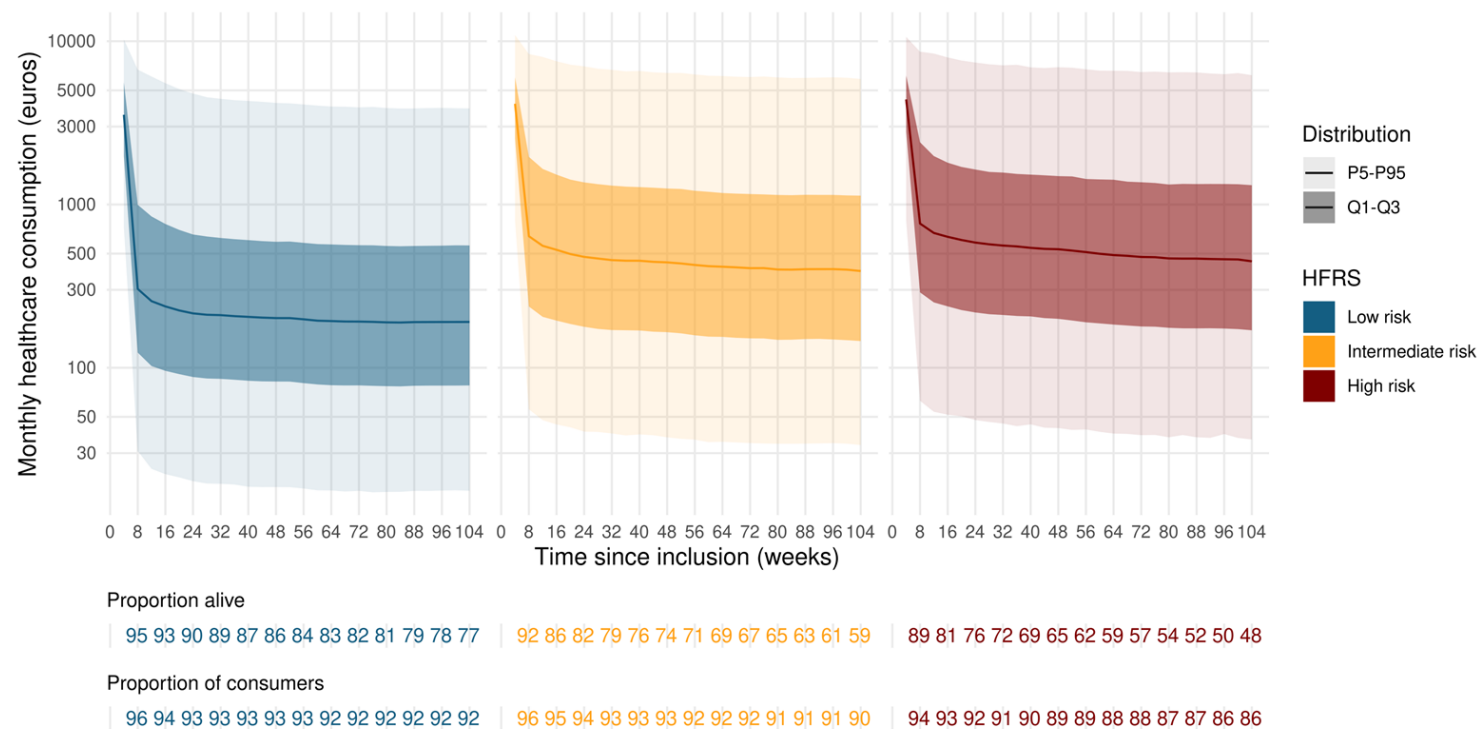 Monthly healthcare consumption (euros)
10000
5000
3000
1000
500
300
100
50
30
0 8 16 24 32 40 48 56 64 72 80 88 96 104
0 8 16 24 32 40 48 56 64 72 80 88 96 104
0 8 16 24 32 40 48 56 64 72 80 88 96 104
Time since inclusion (weeks)
Distribution
P5-P95
Q1-Q3
HFRS
Low risk
Intermediate risk
High risk
Proportion alive
95 93 90 89 87 86 84 83 82 81 79 78 77
92 86 82 79 76 74 71 69 67 65 63 61 59
89 81 76 72 69 65 62 59 57 54 52 50 48
Proportion of consumers
96 94 93 93 93 93 93 92 92 92 92 92 92
96 95 94 93 93 93 92 92 92 91 91 91 90
94 93 92 91 90 89 89 88 88 87 87 86 86